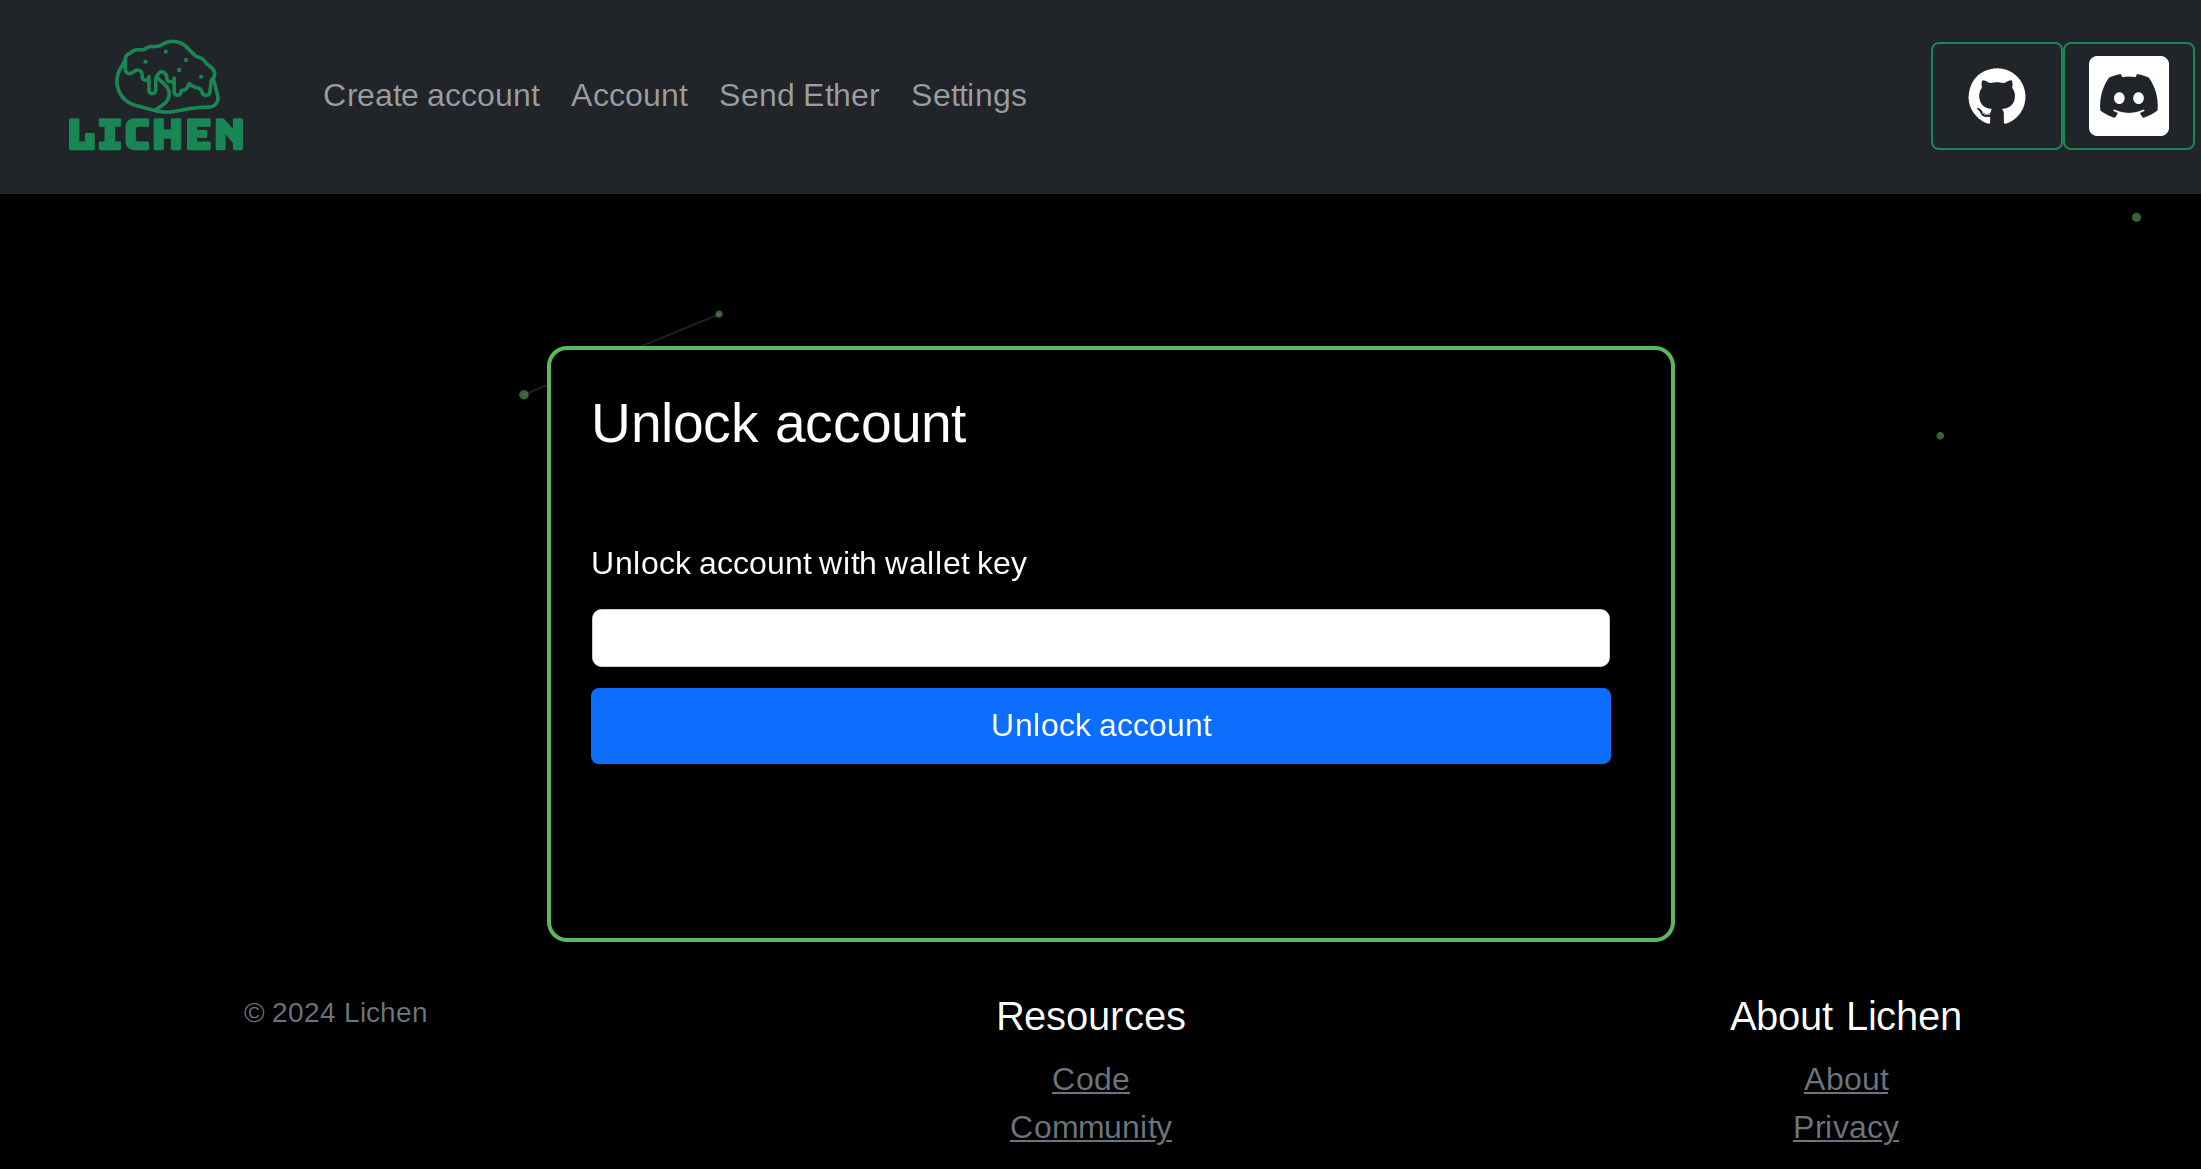 LICHEN
Create account Account Send Ether Settings
Unlock account
Unlock account with wallet key
Unlock account
© 2024 Lichen
Resources
Code
Community
About Lichen
About
Privacy